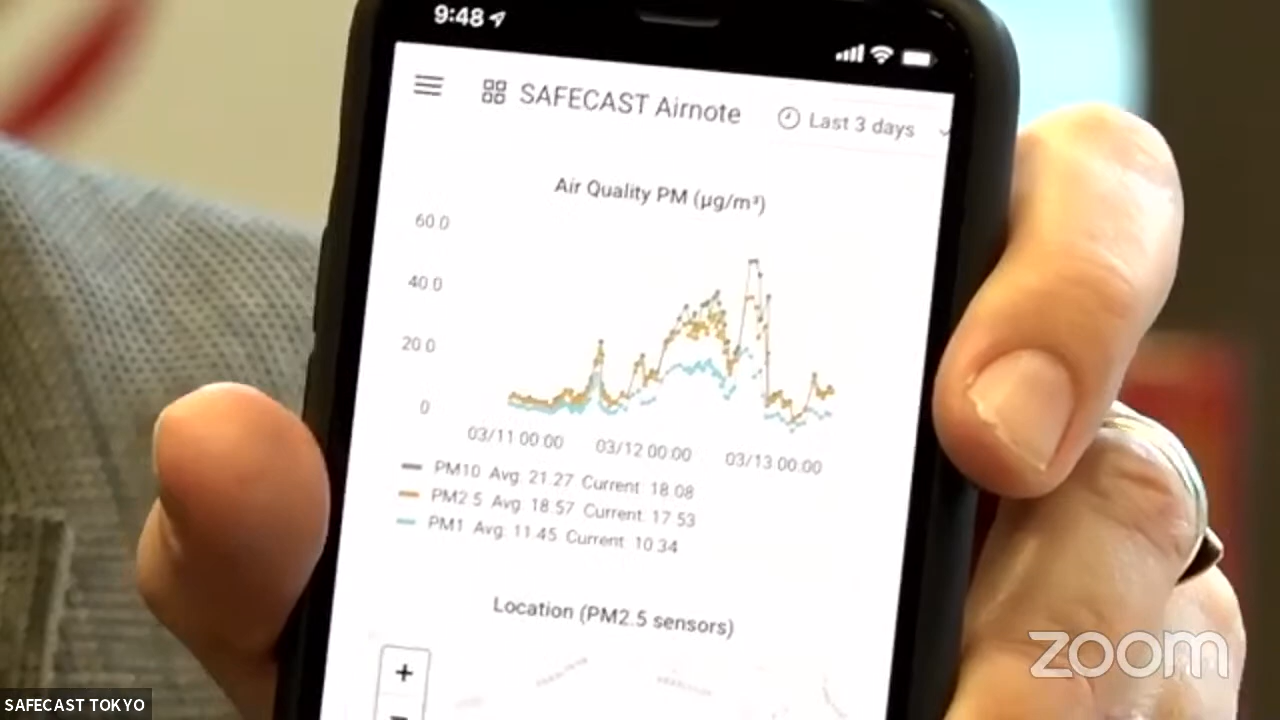 9:48
SAFECAST Airnote
Last 3 days
Air Quality PM (µg/m³)
60 0
40 0
20 0
0
03/11 00:00 03/12 00:00 03/13 00:00
PM10 Avg. 21.27 Current 18.08
PM2 5 Avg. 18.57 Current. 17 53
PM1 Avg: 11.45 Current 10.34
Location (PM2.5 sensors)
+
zoom
SAFECAST TOKYO